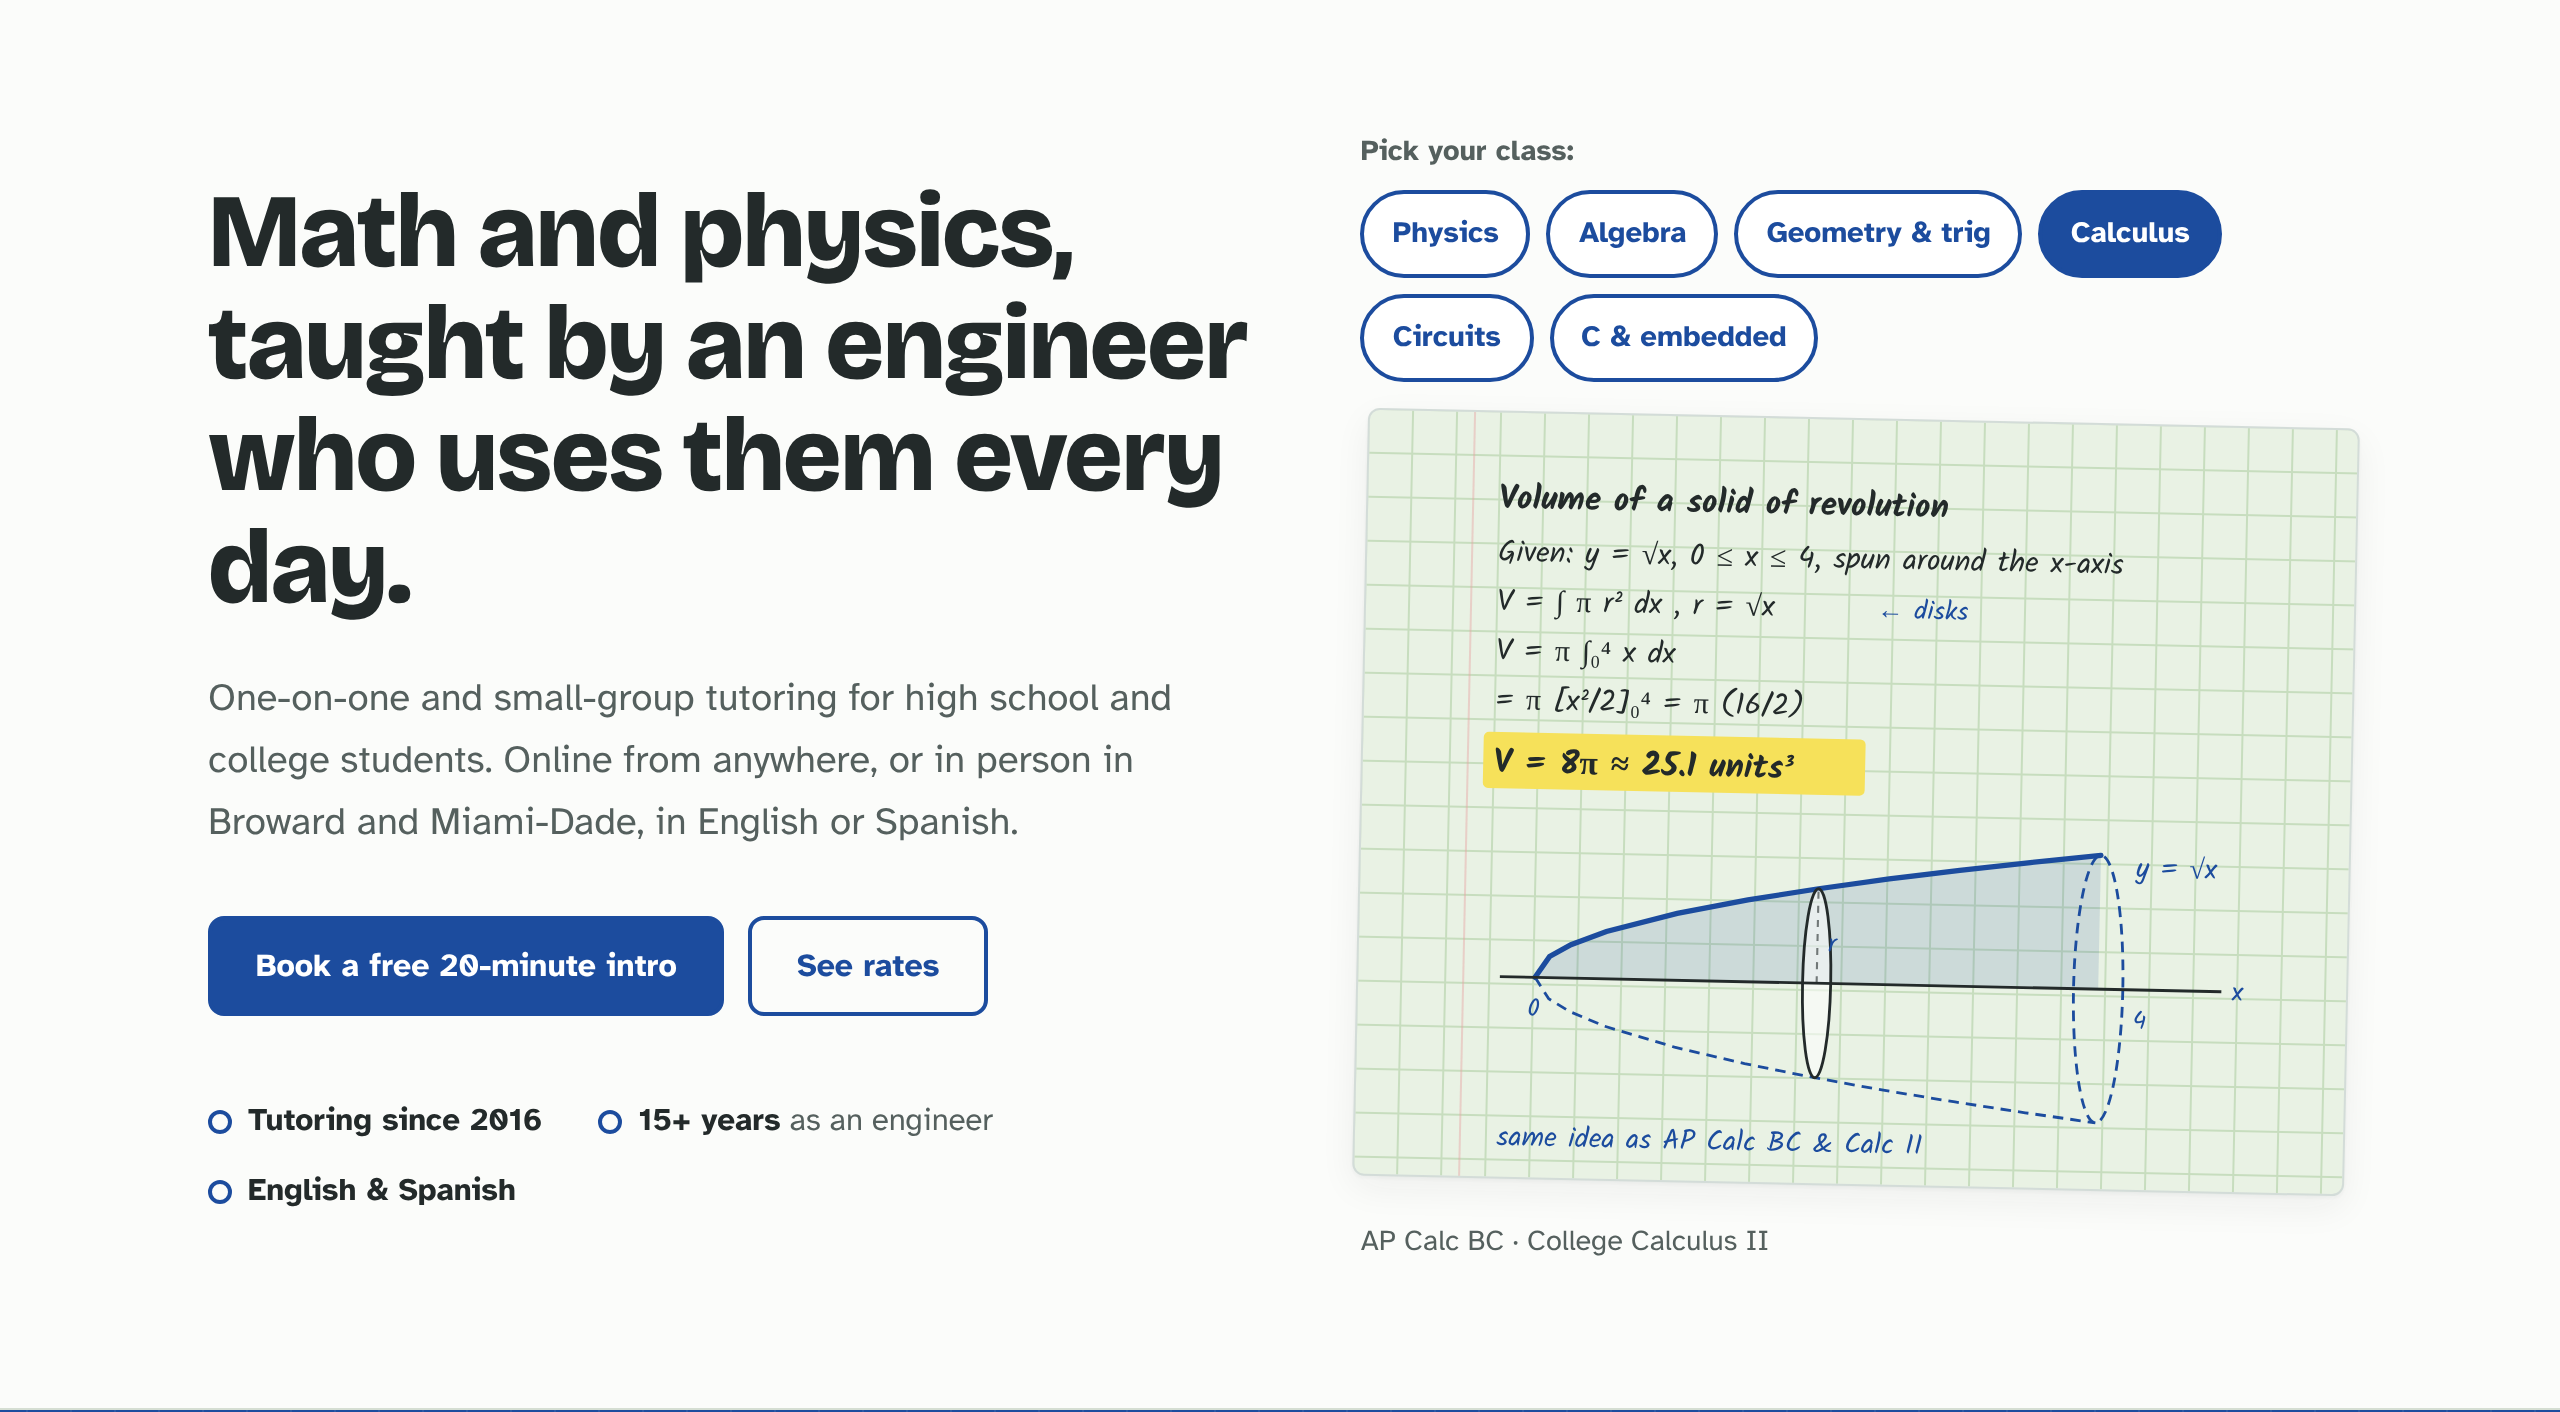 Math and physics,
taught by an engineer
who uses them every
day.
One-on-one and small-group tutoring for high school and
college students. Online from anywhere, or in person in
Broward and Miami-Dade, in English or Spanish.
Book a free 20-minute intro
See rates
Tutoring since 2016
15+ years as an engineer
English & Spanish
Pick your class:
Physics
Algebra
Geometry & trig
Calculus
Circuits
C & embedded
Volume of a solid of revolution
Given: y = √x, 0 ≤ x ≤ 4, spun around the x-axis
V = ∫ π r² dx , r = √x ← disks
V = π ∫₀⁴ x dx
= π [x²/2]₀⁴ = π (16/2)
V = 8π ≈ 25.1 units³
y = √x
r
x
0
4
same idea as AP Calc BC & Calc II
AP Calc BC · College Calculus II